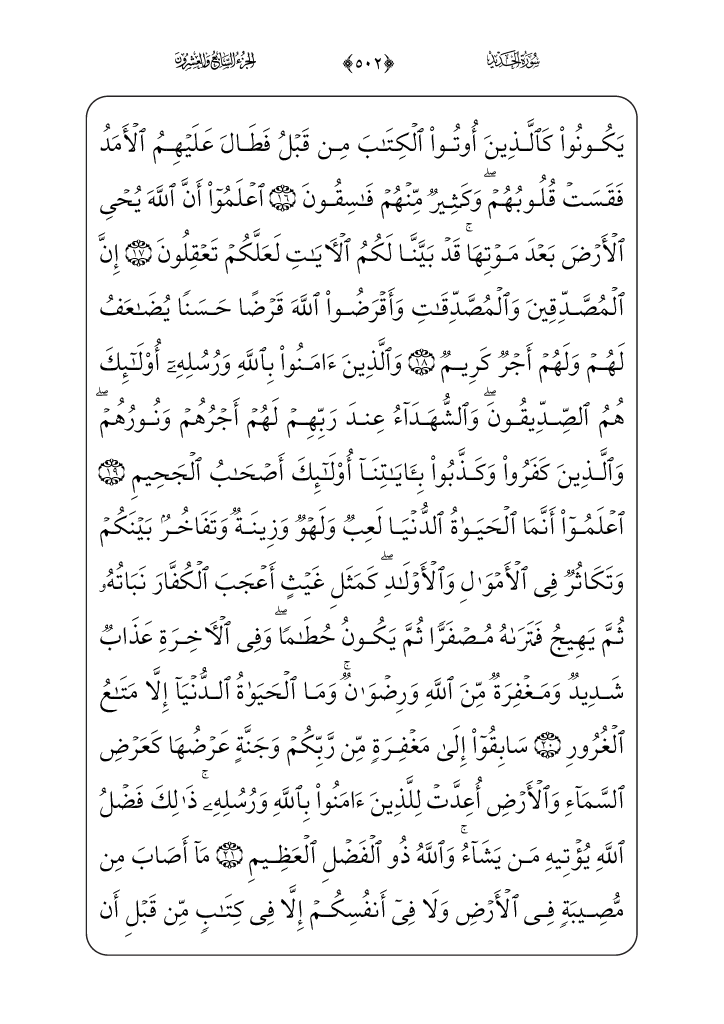 سُورَةُ الحَدِيدِ ﴿٥٠٢﴾ الجُزْءُ السَّابِعُ وَالعِشْرُونَ
يَكُونُوا۟ كَٱلَّذِينَ أُوتُوا۟ ٱلْكِتَٰبَ مِن قَبْلُ فَطَالَ عَلَيْهِمُ ٱلْأَمَدُ
فَقَسَتْ قُلُوبُهُمْ ۖ وَكَثِيرٌ مِّنْهُمْ فَٰسِقُونَ ١٦ ٱعْلَمُوٓا۟ أَنَّ ٱللَّهَ يُحْىِ
ٱلْأَرْضَ بَعْدَ مَوْتِهَا ۚ قَدْ بَيَّنَّا لَكُمُ ٱلْءَايَٰتِ لَعَلَّكُمْ تَعْقِلُونَ ١٧ إِنَّ
ٱلْمُصَّدِّقِينَ وَٱلْمُصَّدِّقَٰتِ وَأَقْرَضُوا۟ ٱللَّهَ قَرْضًا حَسَنًا يُضَٰعَفُ
لَهُمْ وَلَهُمْ أَجْرٌ كَرِيمٌ ١٨ وَٱلَّذِينَ ءَامَنُوا۟ بِٱللَّهِ وَرُسُلِهِۦٓ أُو۟لَٰٓئِكَ
هُمُ ٱلصِّدِّيقُونَ ۖ وَٱلشُّهَدَآءُ عِندَ رَبِّهِمْ لَهُمْ أَجْرُهُمْ وَنُورُهُمْ ۖ
وَٱلَّذِينَ كَفَرُوا۟ وَكَذَّبُوا۟ بِـَٔايَٰتِنَآ أُو۟لَٰٓئِكَ أَصْحَٰبُ ٱلْجَحِيمِ ١٩
ٱعْلَمُوٓا۟ أَنَّمَا ٱلْحَيَوٰةُ ٱلدُّنْيَا لَعِبٌ وَلَهْوٌ وَزِينَةٌ وَتَفَاخُرٌۢ بَيْنَكُمْ
وَتَكَاثُرٌ فِى ٱلْأَمْوَٰلِ وَٱلْأَوْلَٰدِ ۖ كَمَثَلِ غَيْثٍ أَعْجَبَ ٱلْكُفَّارَ نَبَاتُهُۥ
ثُمَّ يَهِيجُ فَتَرَىٰهُ مُصْفَرًّا ثُمَّ يَكُونُ حُطَٰمًا ۖ وَفِى ٱلْءَاخِرَةِ عَذَابٌ
شَدِيدٌ وَمَغْفِرَةٌ مِّنَ ٱللَّهِ وَرِضْوَٰنٌ ۚ وَمَا ٱلْحَيَوٰةُ ٱلدُّنْيَآ إِلَّا مَتَٰعُ
ٱلْغُرُورِ ٢٠ سَابِقُوٓا۟ إِلَىٰ مَغْفِرَةٍ مِّن رَّبِّكُمْ وَجَنَّةٍ عَرْضُهَا كَعَرْضِ
ٱلسَّمَآءِ وَٱلْأَرْضِ أُعِدَّتْ لِلَّذِينَ ءَامَنُوا۟ بِٱللَّهِ وَرُسُلِهِۦ ۚ ذَٰلِكَ فَضْلُ
ٱللَّهِ يُؤْتِيهِ مَن يَشَآءُ ۚ وَٱللَّهُ ذُو ٱلْفَضْلِ ٱلْعَظِيمِ ٢١ مَآ أَصَابَ مِن
مُّصِيبَةٍ فِى ٱلْأَرْضِ وَلَا فِىٓ أَنفُسِكُمْ إِلَّا فِى كِتَٰبٍ مِّن قَبْلِ أَن